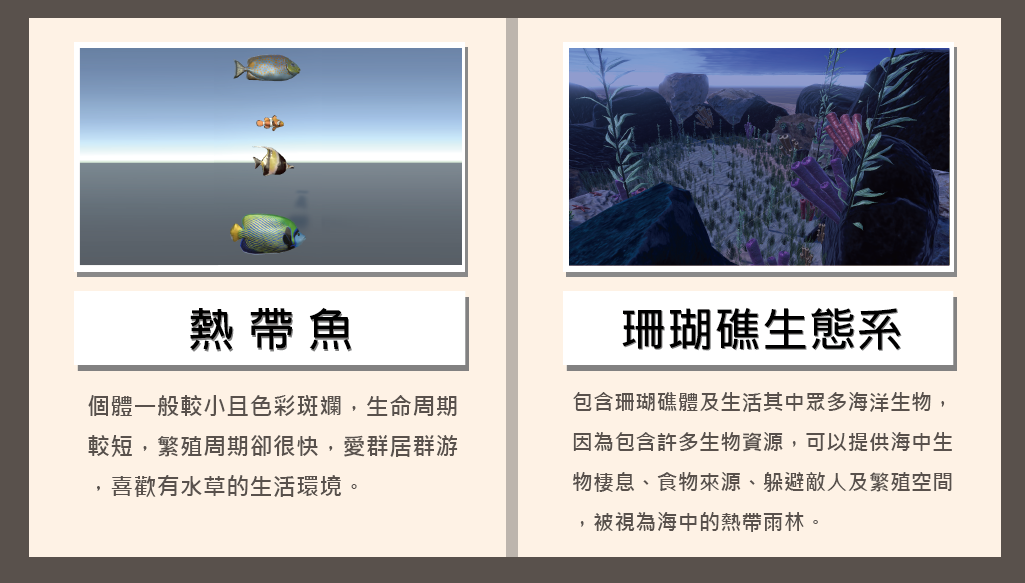 熱帶魚
個體一般較小且色彩斑斕，生命周期
較短，繁殖周期卻很快，愛群居群游
，喜歡有水草的生活環境。
珊瑚礁生態系
包含珊瑚礁體及生活其中眾多海洋生物，
因為包含許多生物資源，可以提供海中生
物棲息、食物來源、躲避敵人及繁殖空間
，被視為海中的熱帶雨林。